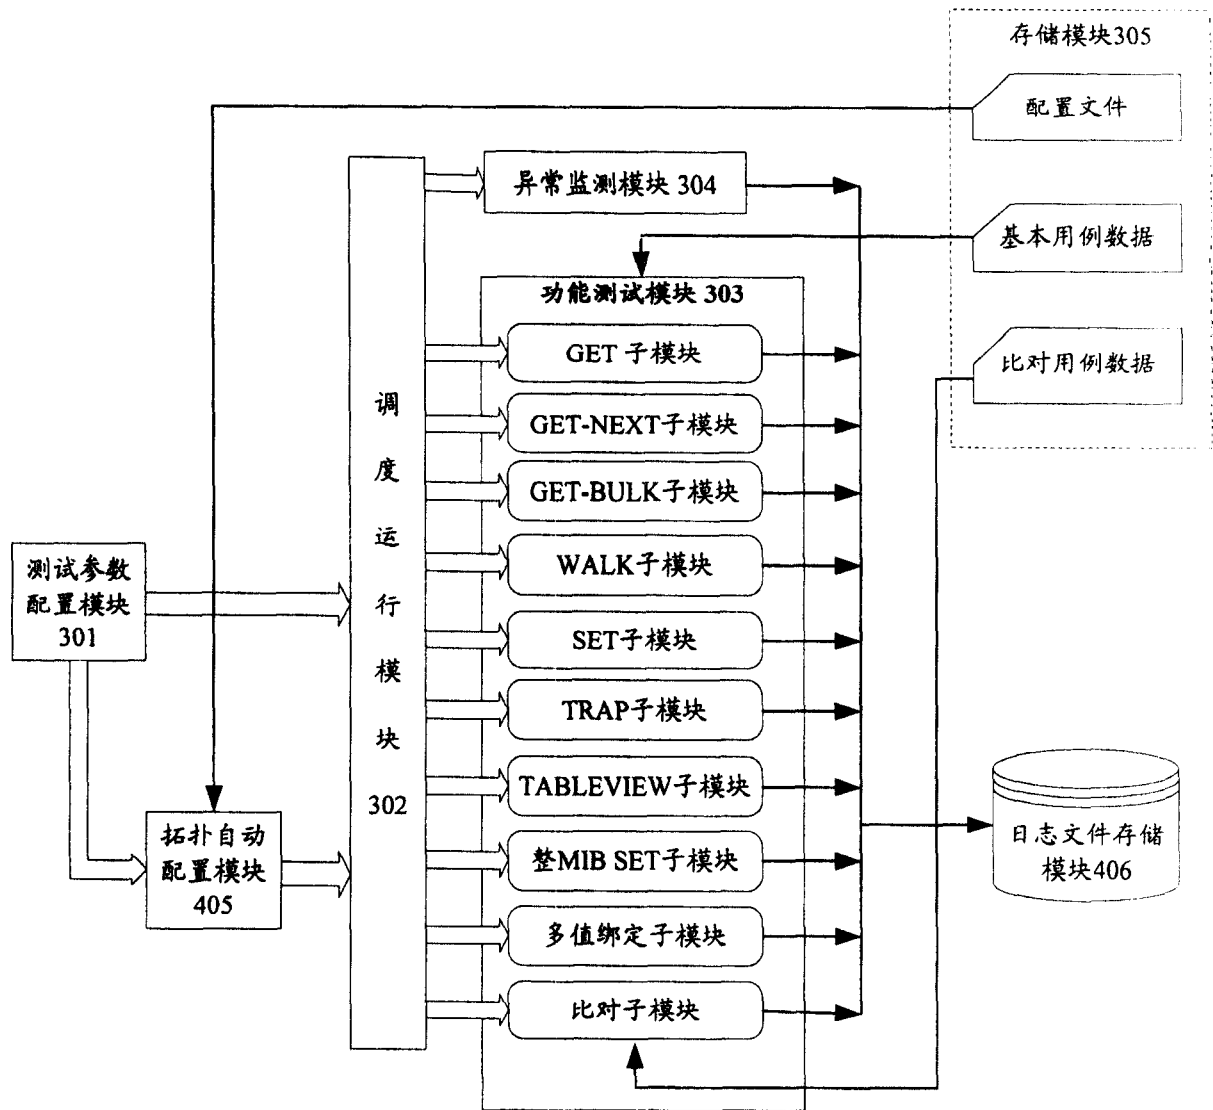 存储模块305
配置文件
基本用例数据
比对用例数据
异常监测模块 304
功能测试模块 303
GET 子模块
GET-NEXT子模块
GET-BULK子模块
WALK子模块
SET子模块
TRAP子模块
TABLEVIEW子模块
整MIB SET子模块
多值绑定子模块
比对子模块
调
度
运
行
模
块
302
测试参数
配置模块
301
拓扑自动
配置模块
405
日志文件存储
模块406